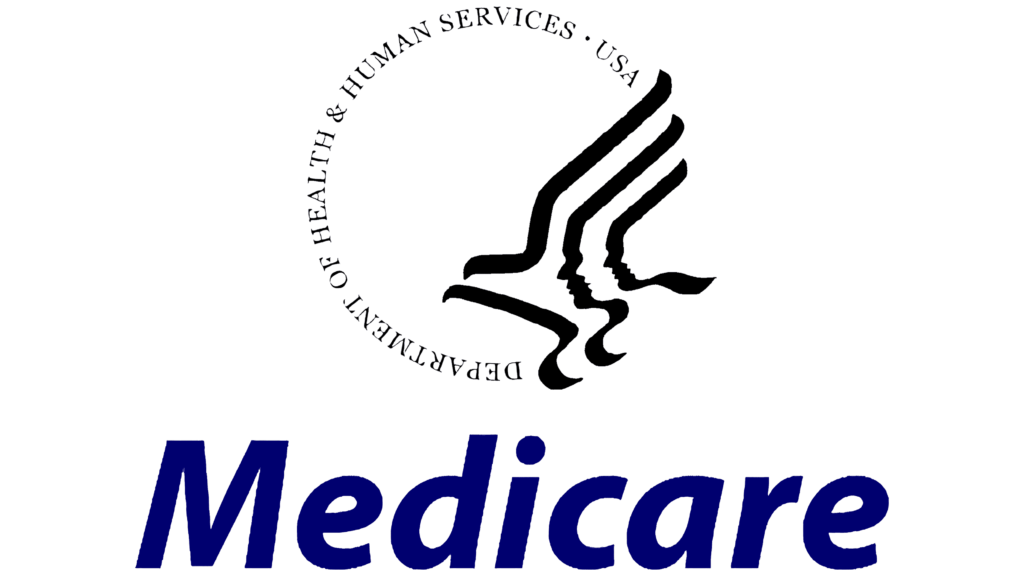 DEPARTMENT OF HEALTH & HUMAN SERVICES · USA
Medicare